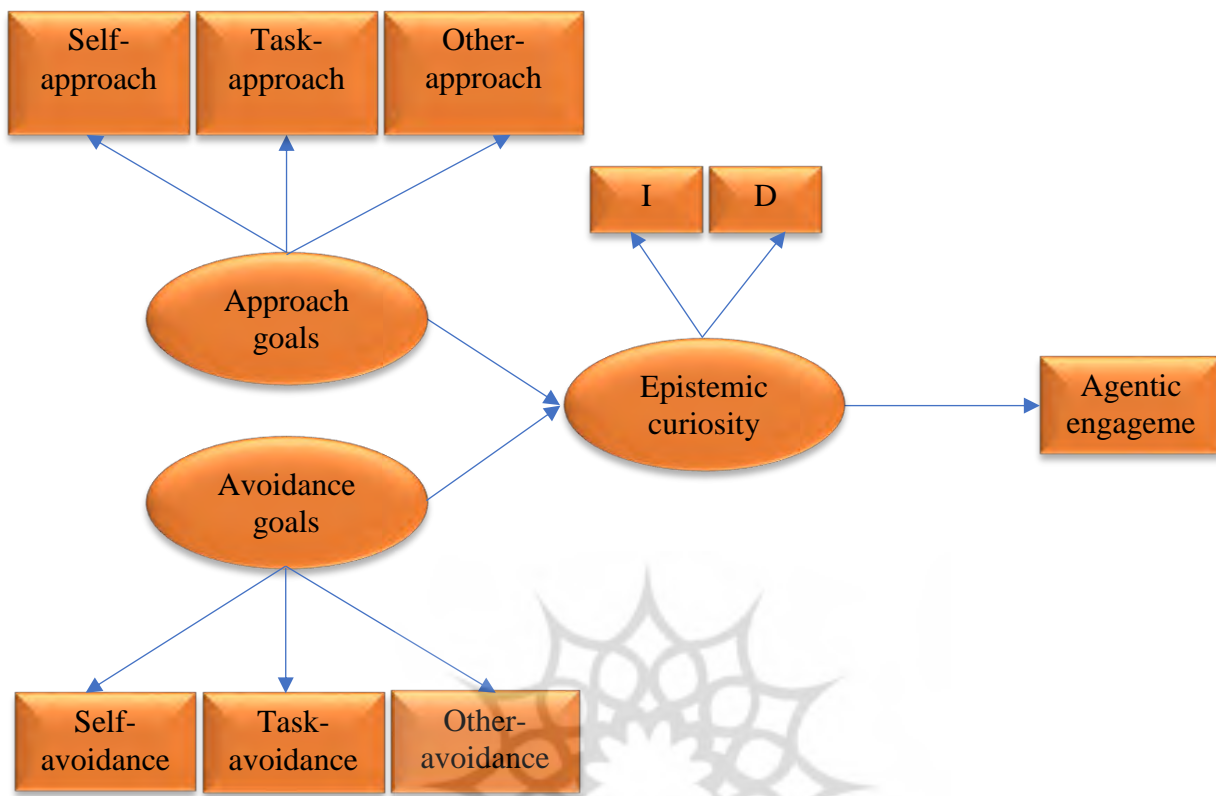 Self-
approach
Task-
approach
Other-
approach
I
D
Approach
goals
Epistemic
curiosity
Agentic
engageme
Avoidance
goals
Self-
avoidance
Task-
avoidance
Other-
avoidance